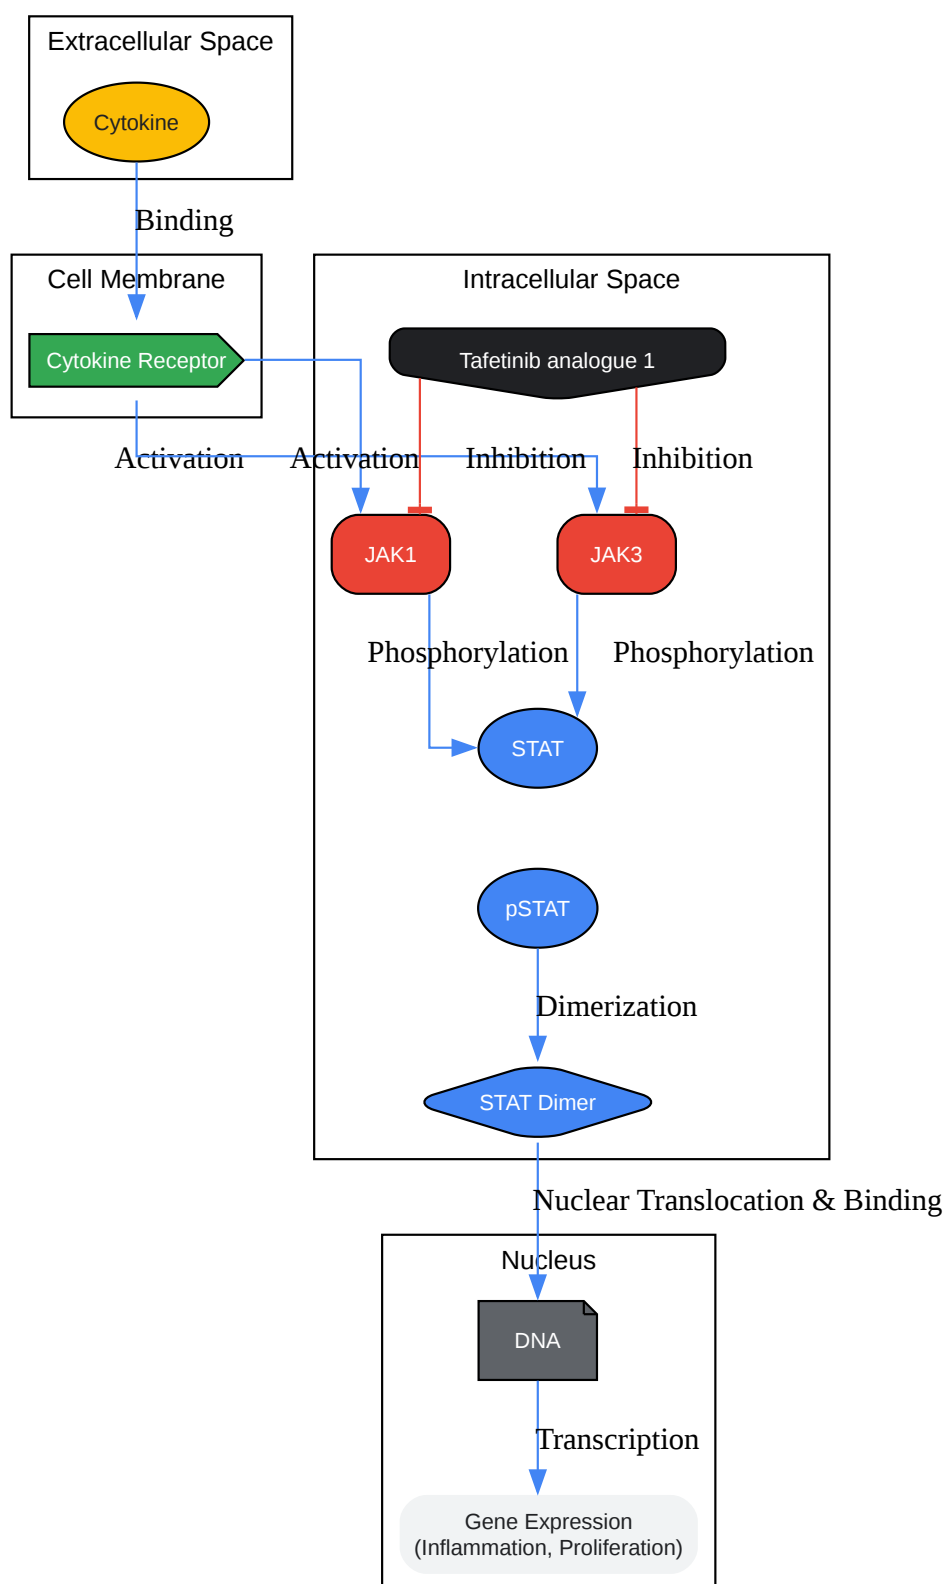 Extracellular Space
Cytokine
Binding
Cell Membrane
Intracellular Space
Cytokine Receptor
Tafetinib analogue 1
Activation
Activation
Inhibition
Inhibition
JAK1
JAK3
Phosphorylation
Phosphorylation
STAT
pSTAT
Dimerization
STAT Dimer
Nuclear Translocation & Binding
Nucleus
DNA
Transcription
Gene Expression
(Inflammation, Proliferation)